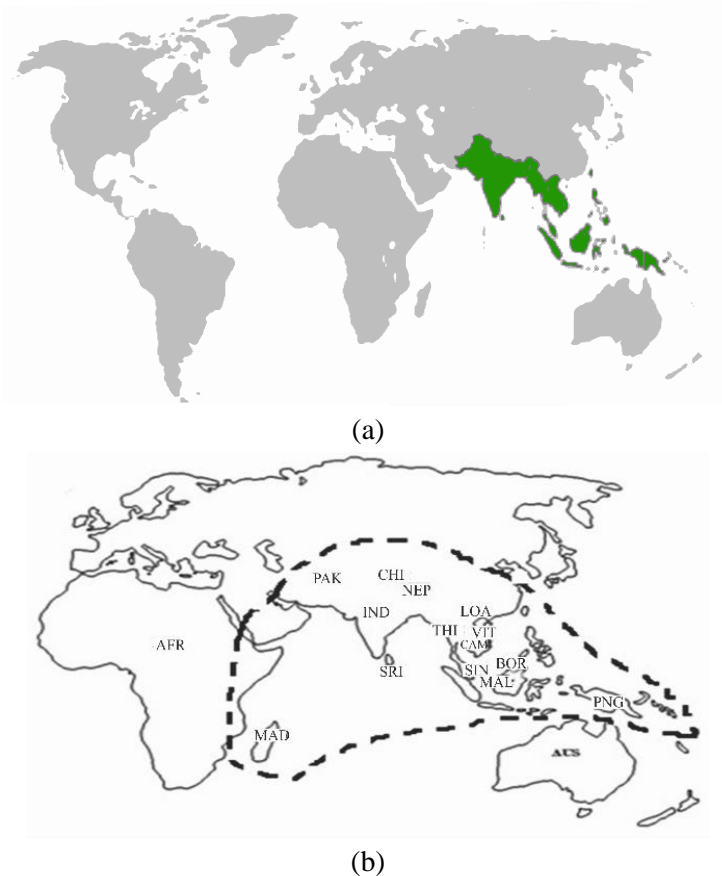 (a)
PAK
CHI
NEP
IND
LOA
THI
VIT
CAM
AFR
SRI
SIN
BOR
MAL
PNG
MAD
AUS
(b)